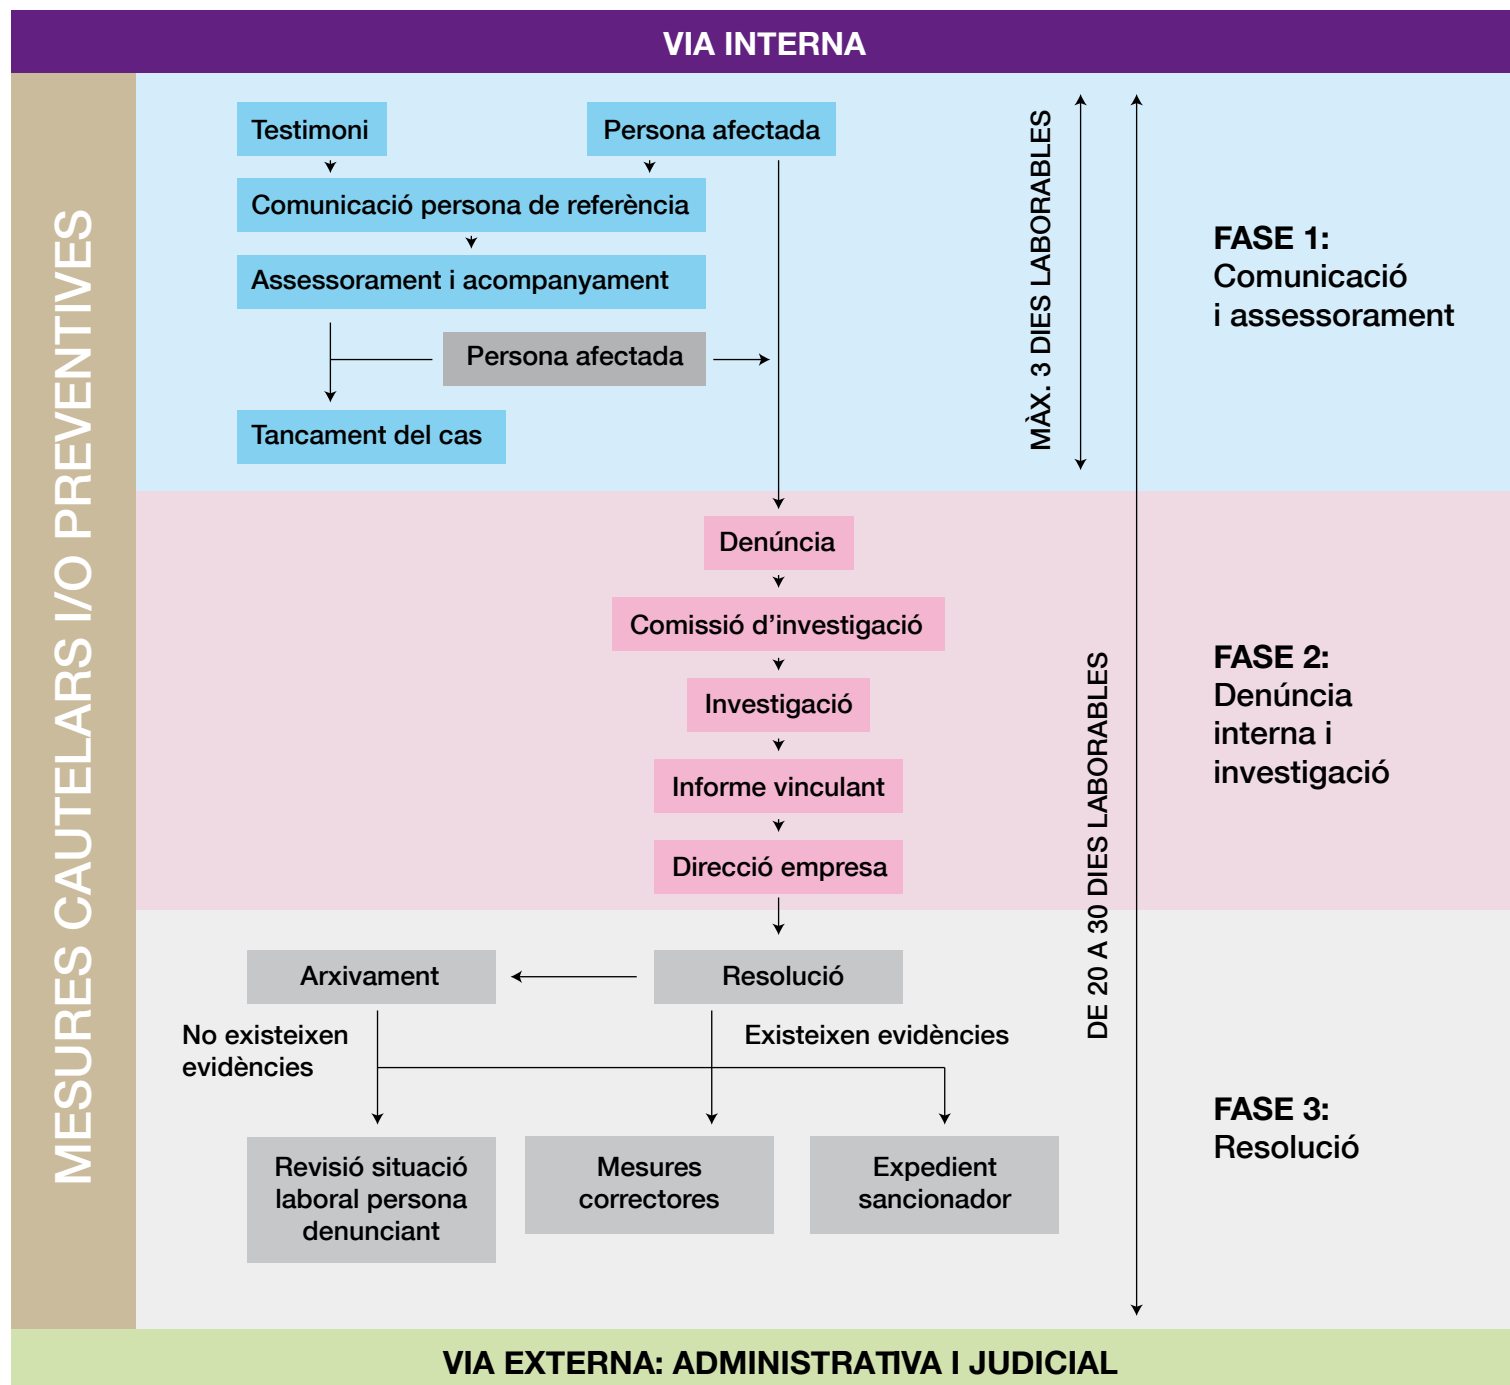 VIA INTERNA
MESURES CAUTELARS I/O PREVENTIVES
Testimoni
Persona afectada
Comunicació persona de referència
Assessorament i acompanyament
Persona afectada
Tancament del cas
MÀX. 3 DIES LABORABLES
FASE 1:
Comunicació
i assessorament
Denúncia
Comissió d’investigació
Investigació
Informe vinculant
Direcció empresa
DE 20 A 30 DIES LABORABLES
FASE 2:
Denúncia
interna i
investigació
Arxivament
Resolució
No existeixen
evidències
Existeixen evidències
Revisió situació
laboral persona
denunciant
Mesures
correctores
Expedient
sancionador
FASE 3:
Resolució
VIA EXTERNA: ADMINISTRATIVA I JUDICIAL